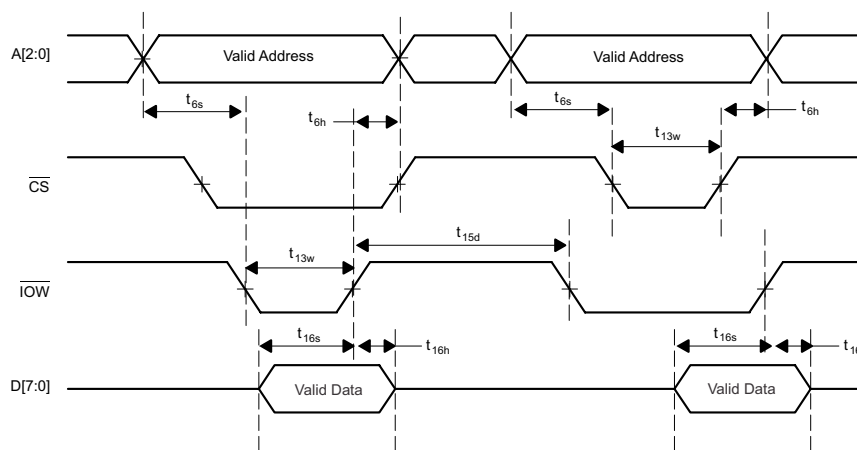 A[2:0] Valid Address Valid Address
t6s t6h t6s t13w t6h
CS
t13w t15d
IOW
t16s t16h t16s t16
D[7:0] Valid Data Valid Data